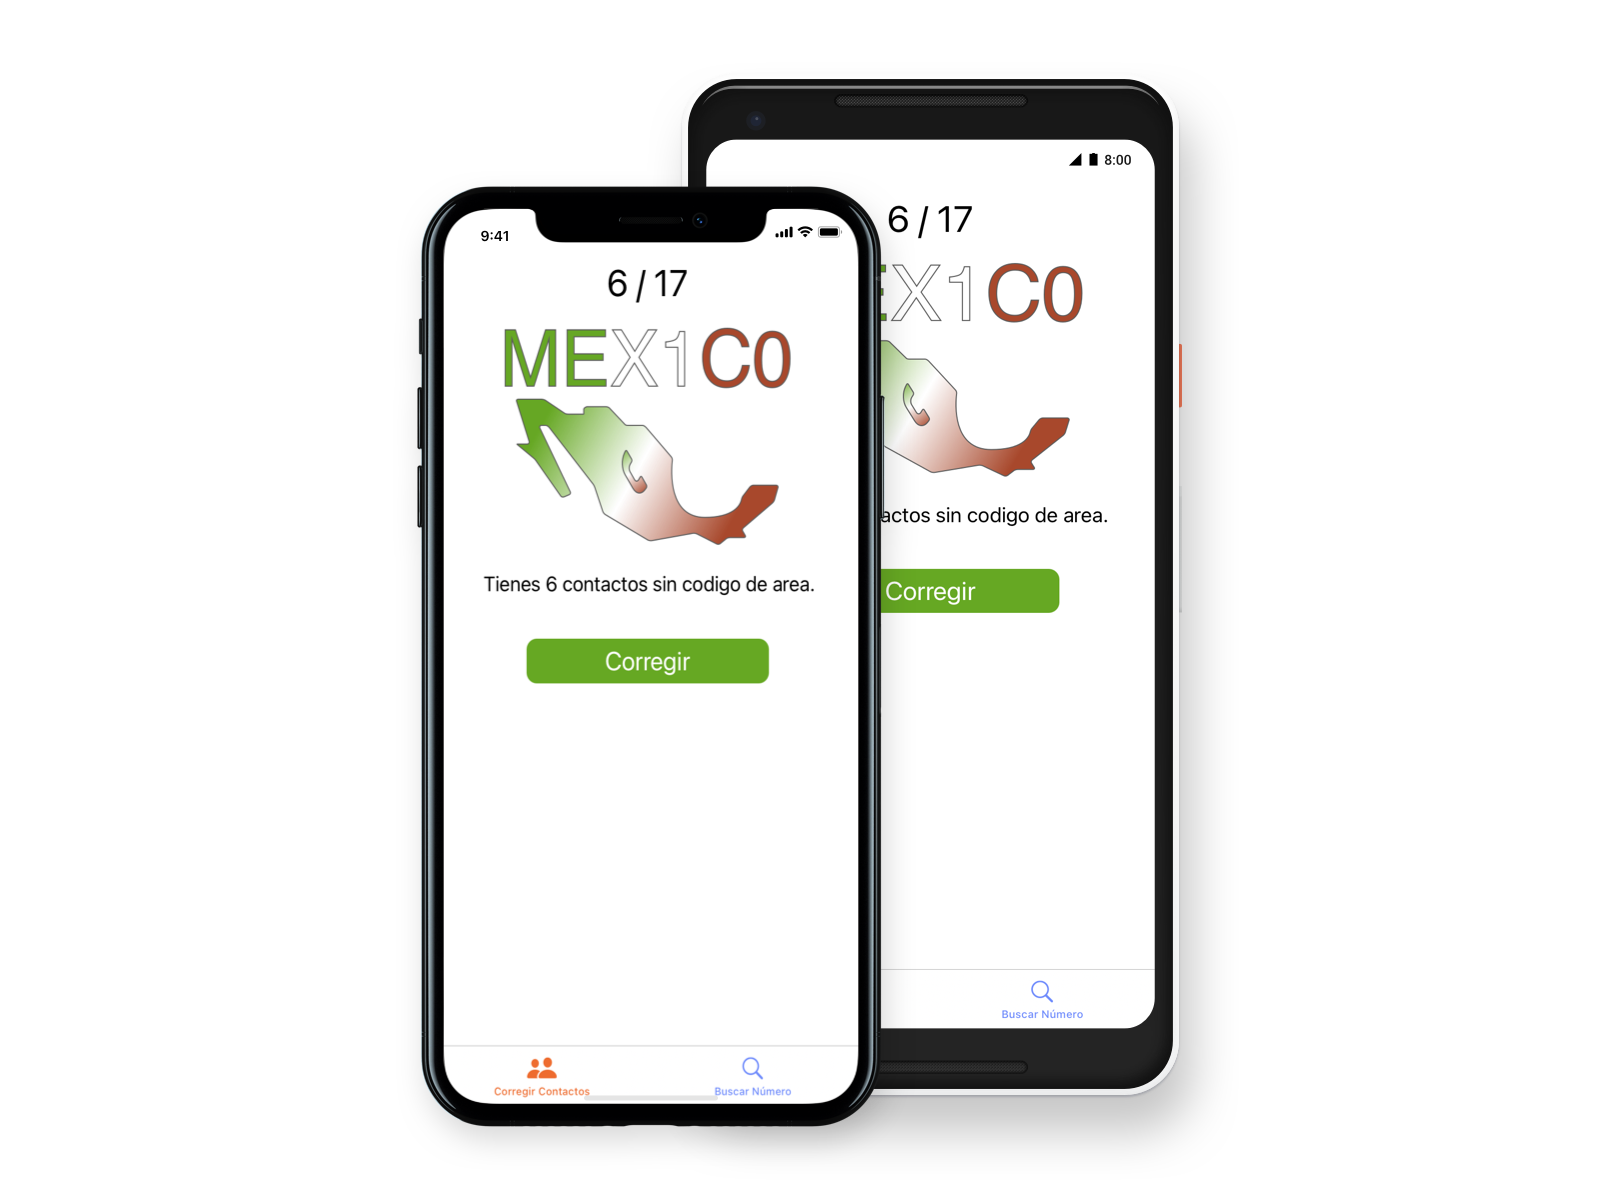 9:41
6 / 17
MEX1C0
Tienes 6 contactos sin codigo de area.
Corregir
Corregir Contactos
Buscar Número
8:00
6 / 17
EX1C0
actos sin codigo de area.
Corregir
Buscar Número